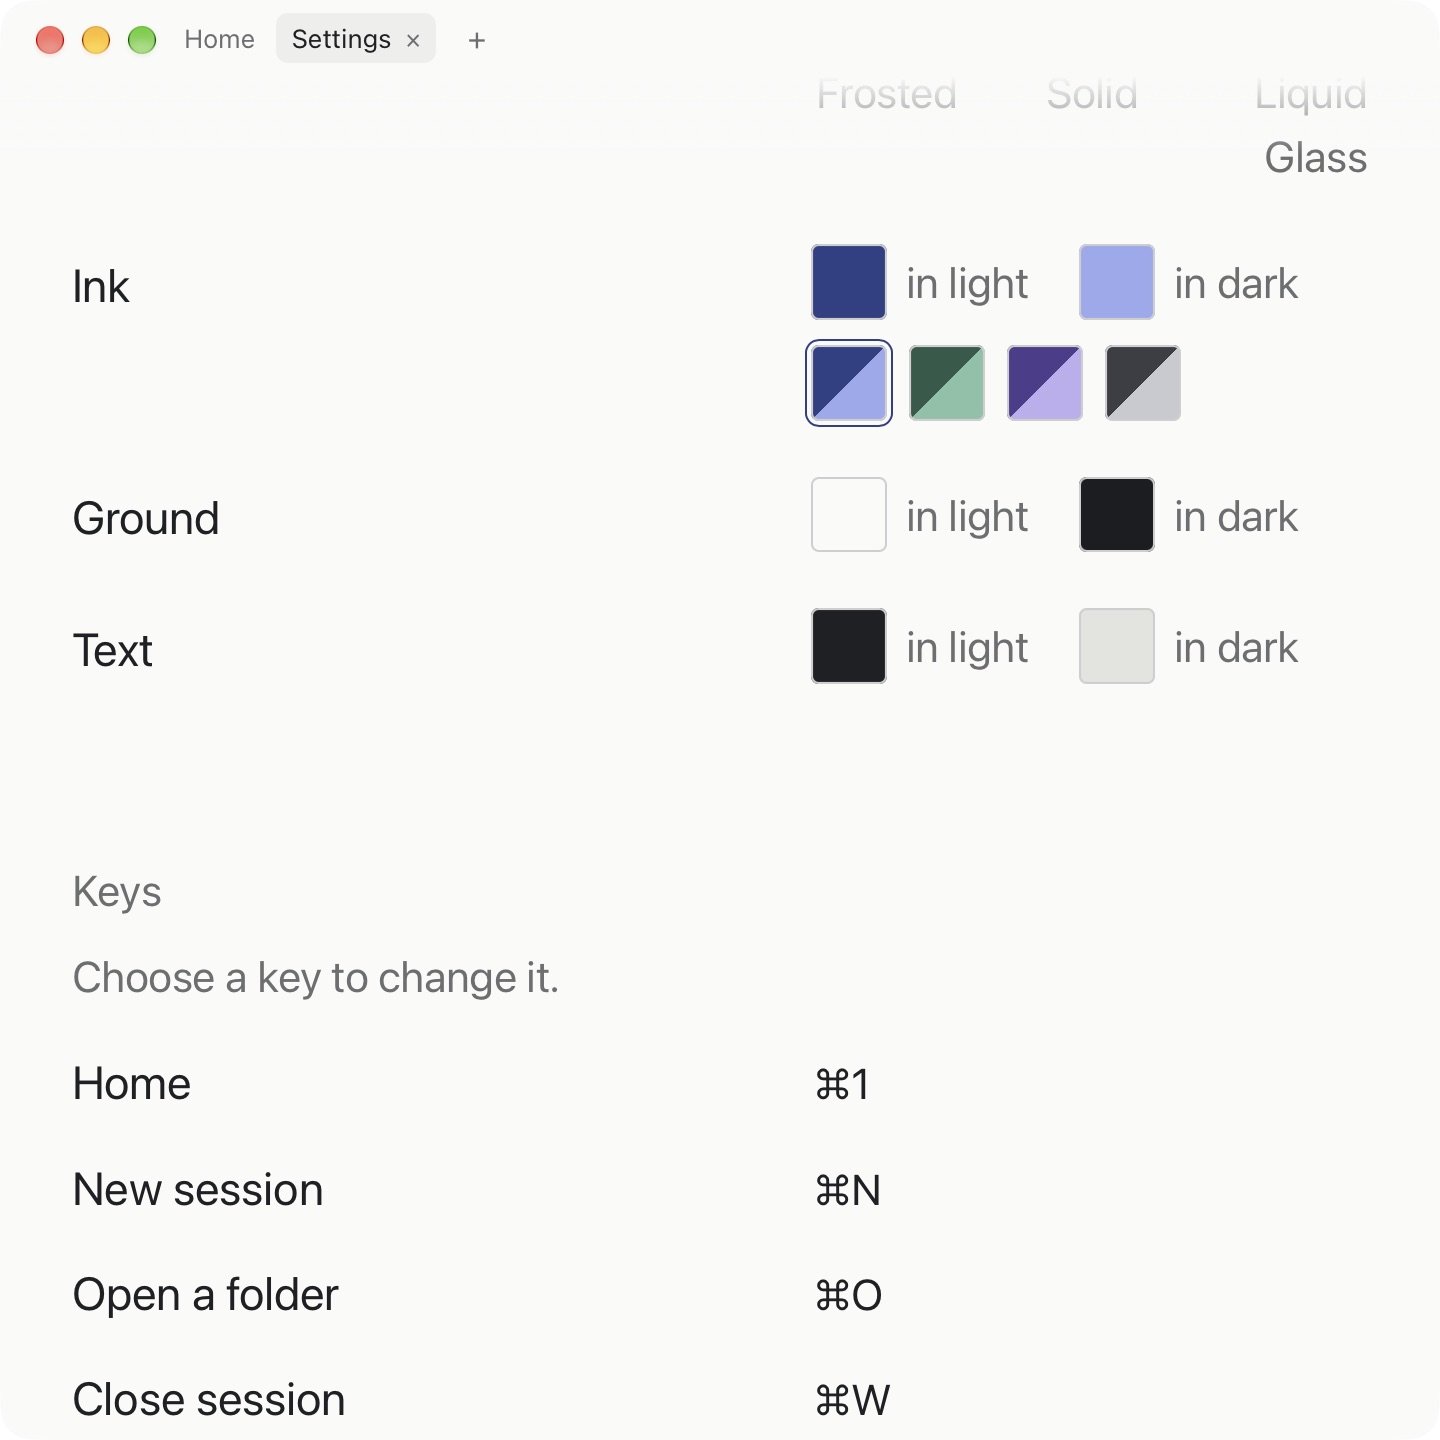 Home Settings × +
Frosted Solid Liquid
Glass
Ink in light in dark
Ground in light in dark
Text in light in dark
Keys
Choose a key to change it.
Home ⌘1
New session ⌘N
Open a folder ⌘O
Close session ⌘W